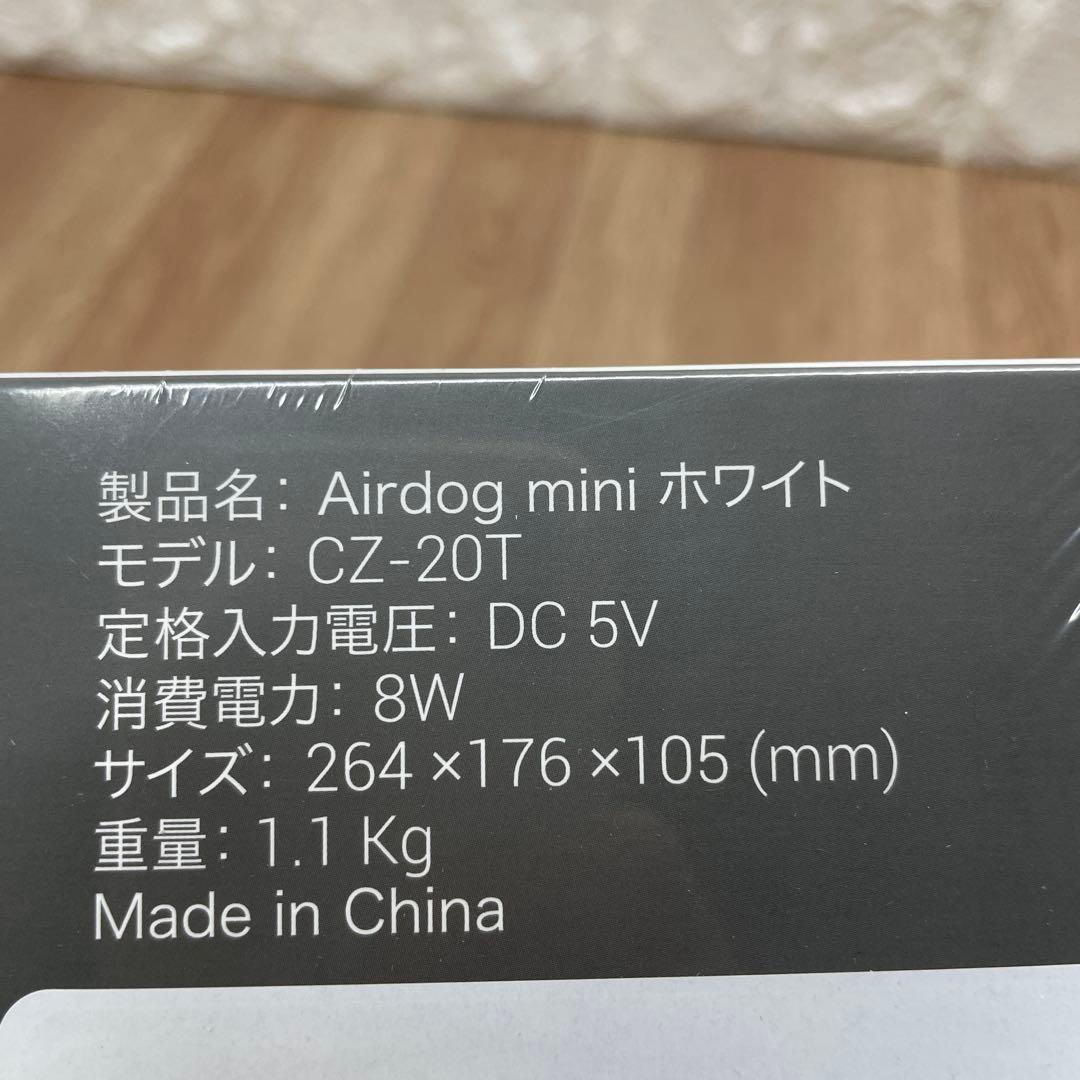 製品名: Airdog mini ホワイト
モデル: CZ-20T
定格入力電圧: DC 5V
消費電力: 8W
サイズ: 264 ×176 ×105 (mm)
重量: 1.1 Kg
Made in China